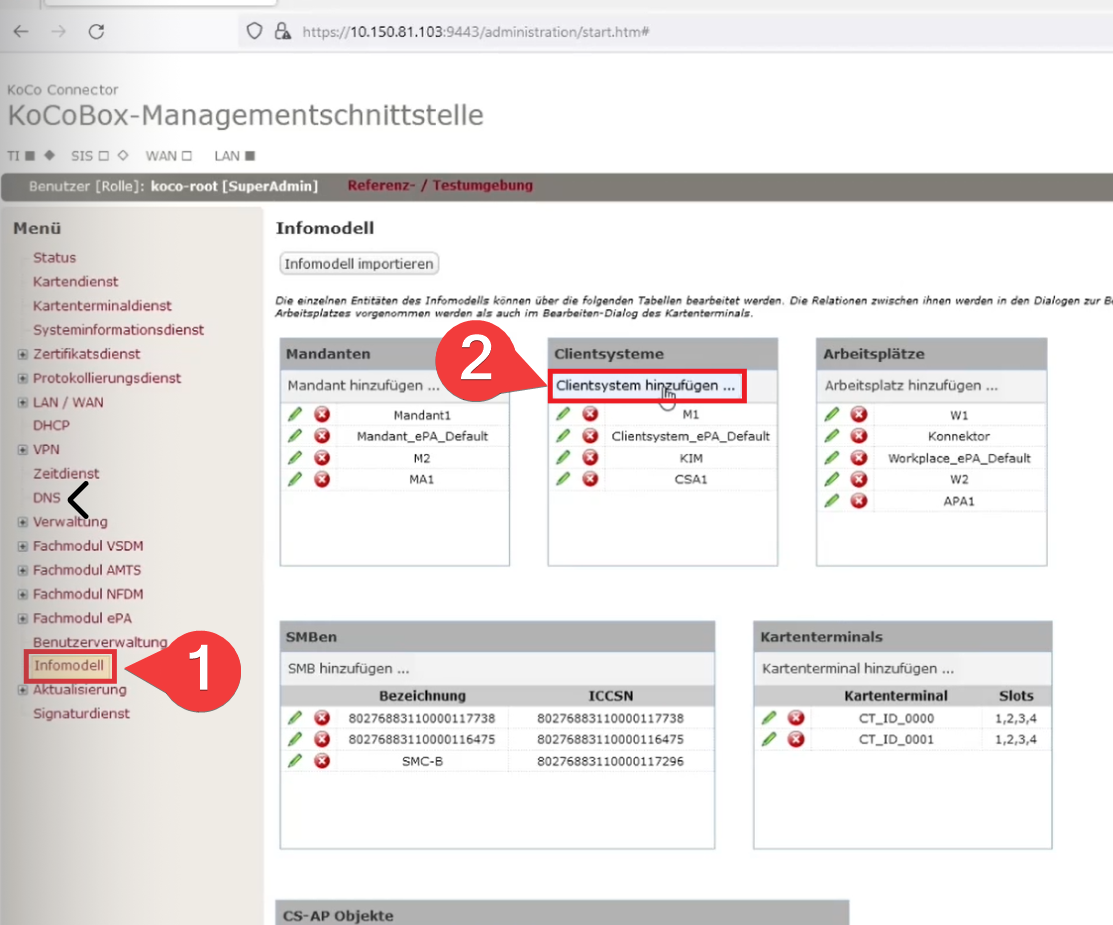 https://10.150.81.103:9443/administration/start.htm#
KoCo Connector
KoCoBox-Managementschnittstelle
TI SIS WAN LAN
Benutzer [Rolle]: koco-root [SuperAdmin] Referenz- / Testumgebung
Menü
Status
Kartendienst
Kartenterminaldienst
Systeminformationsdienst
Zertifikatsdienst
Protokollierungsdienst
LAN / WAN
DHCP
VPN
Zeitdienst
DNS
Verwaltung
Fachmodul VSDM
Fachmodul AMTS
Fachmodul NFDM
Fachmodul ePA
Benutzerverwaltung
Infomodell
1
Aktualisierung
Signaturdienst
Infomodell
Infomodell importieren
Die einzelnen Entitäten des Infomodells können über die folgenden Tabellen bearbeitet werden. Die Relationen zwischen ihnen werden in den Dialogen zur
Arbeitsplatzes vorgenommen werden als auch im Bearbeiten-Dialog des Kartenterminals.
Mandanten
Mandant hinzufügen ...
Mandant1
Mandant_ePA_Default
M2
MA1
2
Clientsysteme
Clientsystem hinzufügen ...
M1
Clientsystem_ePA_Default
KIM
CSA1
Arbeitsplätze
Arbeitsplatz hinzufügen ...
W1
Konnektor
Workplace_ePA_Default
W2
APA1
SMBen
SMB hinzufügen ...
Bezeichnung ICCSN
80276883110000117738 80276883110000117738
80276883110000116475 80276883110000116475
SMC-B 80276883110000117296
Kartenterminals
Kartenterminal hinzufügen ...
Kartenterminal Slots
CT_ID_0000 1,2,3,4
CT_ID_0001 1,2,3,4
CS-AP Objekte